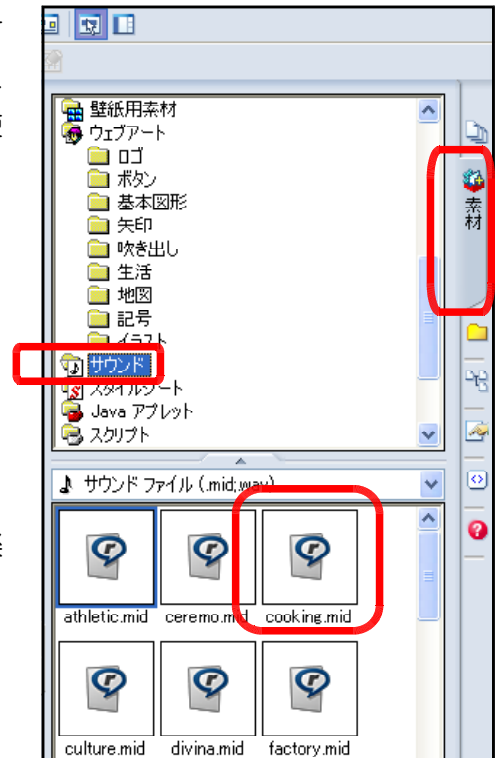 壁紙用素材
ウェブアート
ロゴ
ボタン
基本図形
矢印
吹き出し
生活
地図
記号
イラスト
サウンド
スタイルシート
Java アプレット
スクリプト
素材
サウンド ファイル (.mid;.wav)
athletic.mid ceremo.mid cooking.mid
culture.mid divina.mid factory.mid